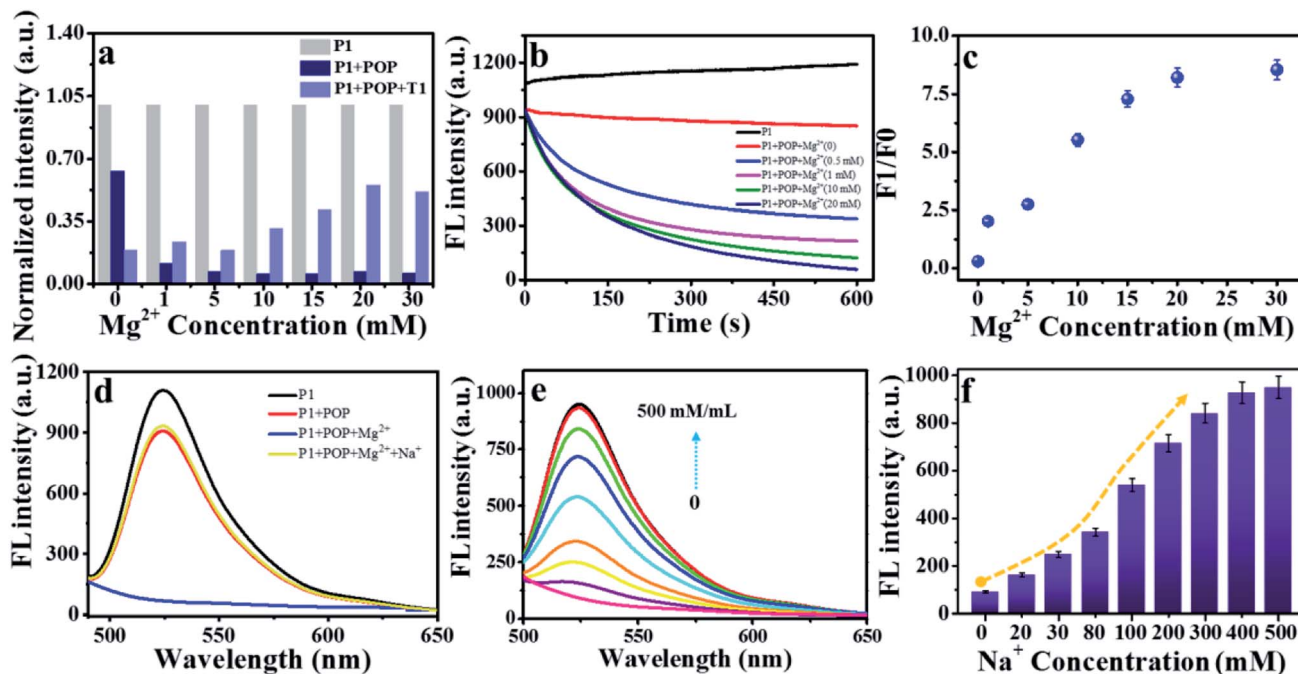 a
Normalized intensity (a.u.)
1.40
1.05
0.70
0.35
0.00
P1
P1+POP
P1+POP+T1
0 1 5 10 15 20 30
Mg²⁺ Concentration (mM)
b
FL intensity (a.u.)
1200
900
600
300
0
P1
P1+POP+Mg²⁺(0)
P1+POP+Mg²⁺(0.5 mM)
P1+POP+Mg²⁺(1 mM)
P1+POP+Mg²⁺(10 mM)
P1+POP+Mg²⁺(20 mM)
0 150 300 450 600
Time (s)
c
F1/F0
10.0
7.5
5.0
2.5
0.0
0 5 10 15 20 30
Mg²⁺ Concentration (mM)
d
FL intensity (a.u.)
1200
900
600
300
0
P1
P1+POP
P1+POP+Mg²⁺
P1+POP+Mg²⁺+Na⁺
500 550 600 650
Wavelength (nm)
e
FL intensity (a.u.)
1000
750
500
250
0
500 mM/mL
0
500 550 600 650
Wavelength (nm)
f
FL intensity (a.u.)
1000
800
600
400
200
0
0 20 30 80 100 200 300 400 500
Na⁺ Concentration (mM)